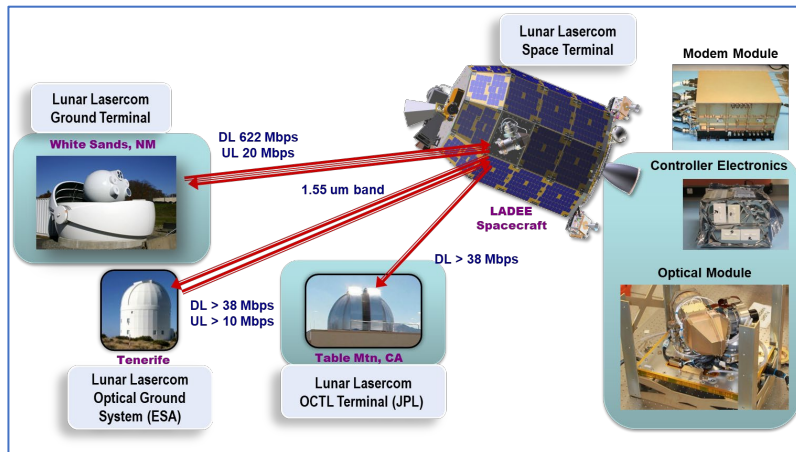 Lunar Lasercom
Space Terminal
Modem Module
Lunar Lasercom
Ground Terminal
White Sands, NM
DL 622 Mbps
UL 20 Mbps
1.55 um band
Controller Electronics
LADEE
Spacecraft
DL > 38 Mbps
Optical Module
DL > 38 Mbps
UL > 10 Mbps
Tenerife
Table Mtn, CA
Lunar Lasercom
Optical Ground
System (ESA)
Lunar Lasercom
OCTL Terminal (JPL)